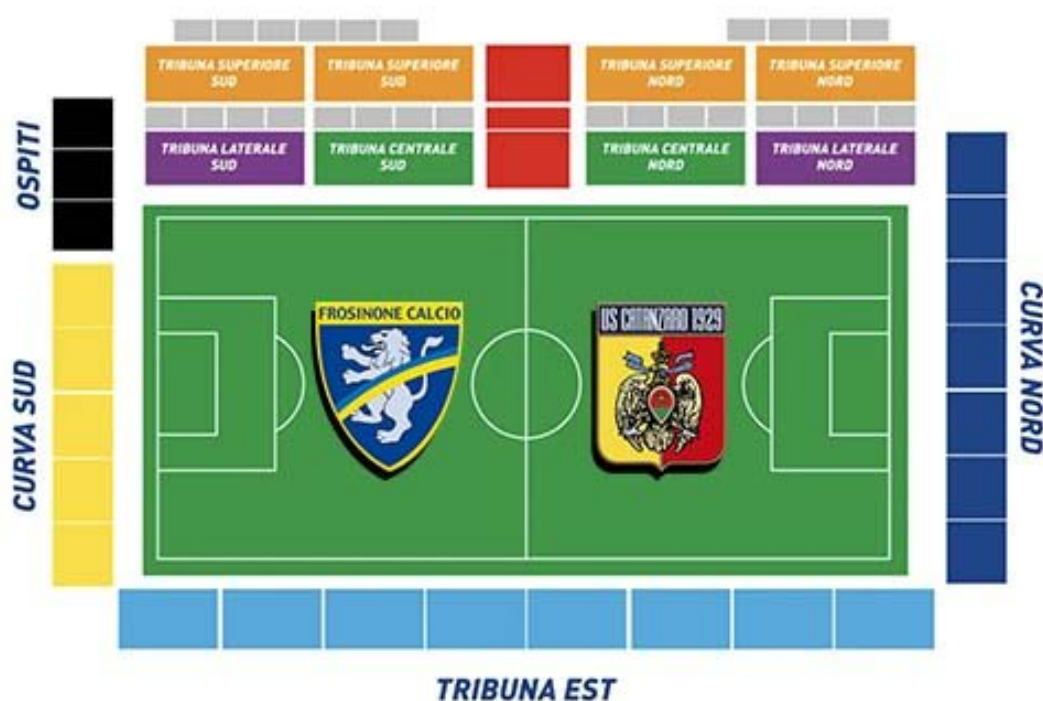 TRIBUNA SUPERIORE
SUD
TRIBUNA SUPERIORE
SUD
TRIBUNA SUPERIORE
NORD
TRIBUNA SUPERIORE
NORD
TRIBUNA LATERALE
SUD
TRIBUNA CENTRALE
SUD
TRIBUNA CENTRALE
NORD
TRIBUNA LATERALE
NORD
OSPITI
CURVA SUD
FROSINONE CALCIO
US CATANZARO 1929
CURVA NORD
TRIBUNA EST